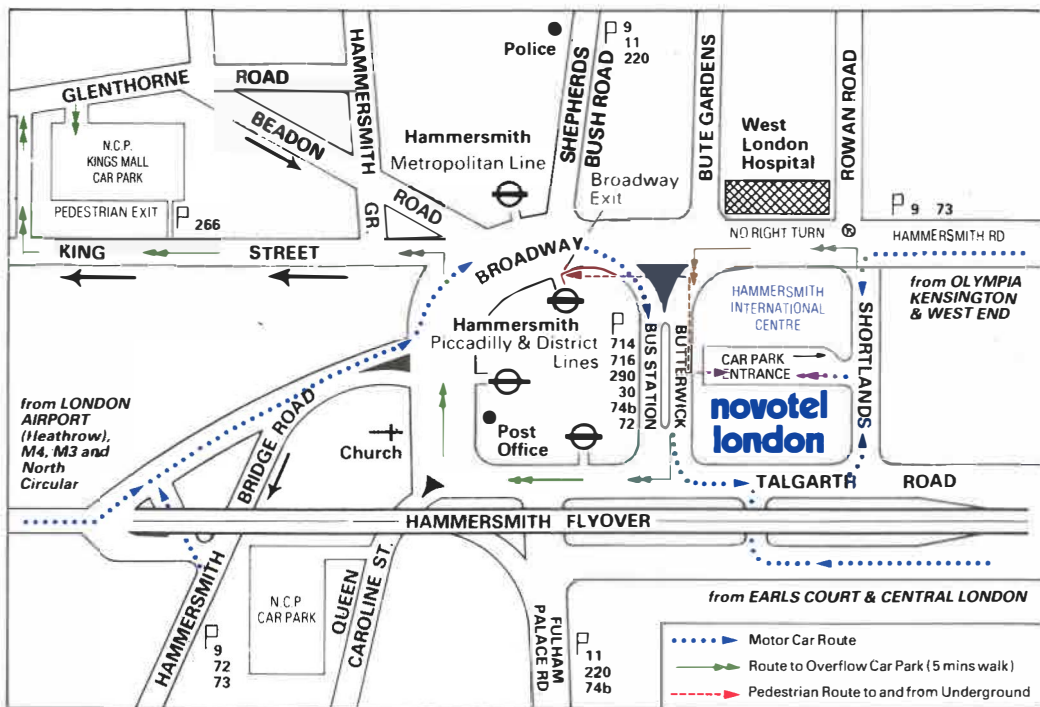 GLENTHORNE
ROAD
HAMMERSMITH
GR
BEADON
ROAD
Police
SHEPHERDS
BUSH ROAD
9
11
220
BUTE GARDENS
ROWAN ROAD
West
London
Hospital
N.C.P.
KINGS MALL
CAR PARK
PEDESTRIAN EXIT
266
Hammersmith
Metropolitan Line
Broadway
Exit
9 73
NO RIGHT TURN
HAMMERSMITH RD
KING
STREET
BROADWAY
from OLYMPIA
KENSINGTON
& WEST END
HAMMERSMITH
INTERNATIONAL
CENTRE
Hammersmith
Piccadilly & District
Lines
714
716
290
30
74b
72
BUS STATION
BUTTERWICK
CAR PARK
ENTRANCE
SHORTLANDS
novotel
london
from LONDON
AIRPORT
(Heathrow),
M4, M3 and
North
Circular
BRIDGE ROAD
Church
Post
Office
TALGARTH ROAD
HAMMERSMITH FLYOVER
HAMMERSMITH
N.C.P.
CAR PARK
QUEEN
CAROLINE ST.
FULHAM
PALACE RD
9
72
73
11
220
74b
from EARLS COURT & CENTRAL LONDON
Motor Car Route
Route to Overflow Car Park (5 mins walk)
Pedestrian Route to and from Underground